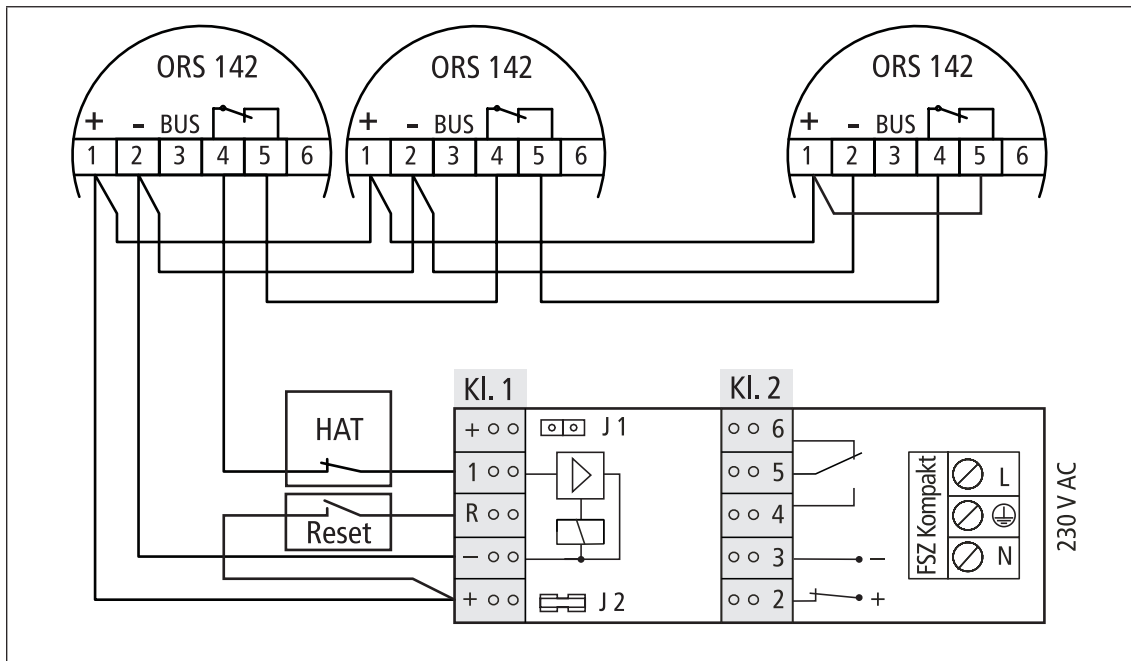 ORS 142 ORS 142 ORS 142
+ - BUS + - BUS + - BUS
1 2 3 4 5 6 1 2 3 4 5 6 1 2 3 4 5 6
Kl. 1 Kl. 2
HAT
+ J 1 6
1 5
R 4
Reset
– 3 –
+ J 2 2 +
FSZ Kompakt
L
N
230 V AC